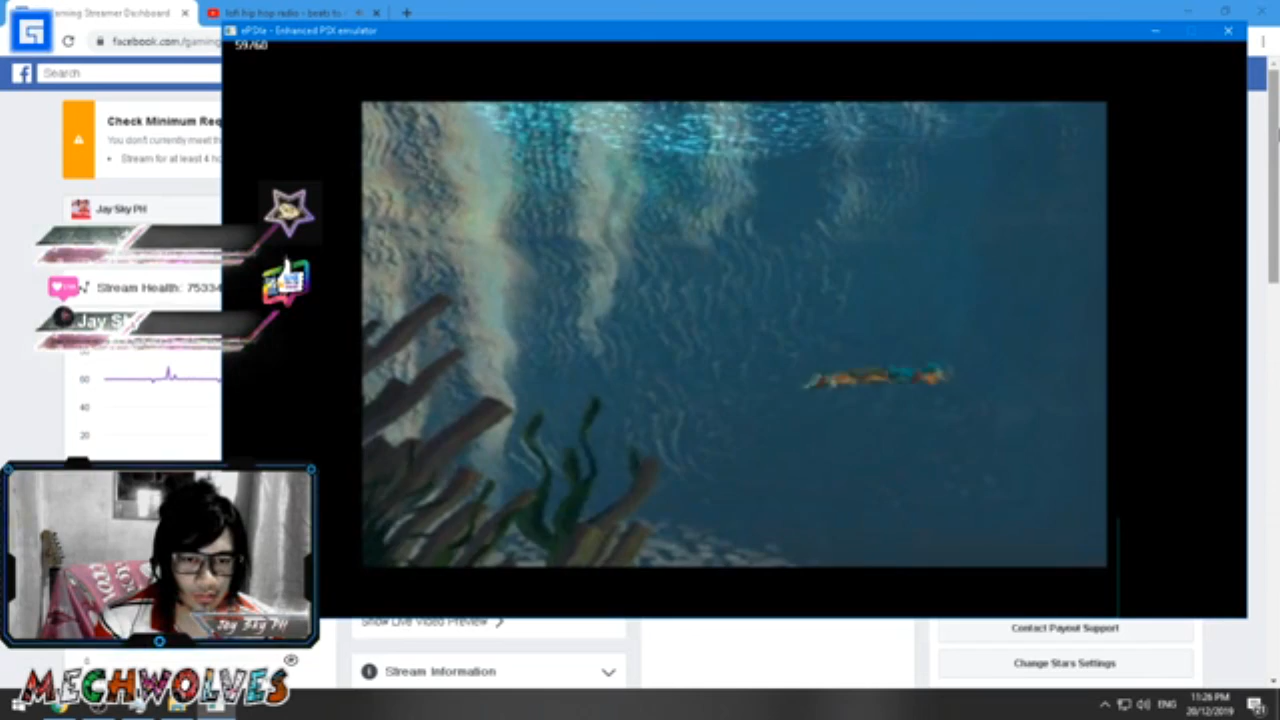 aming Streamer Dashboard
lofi hip hop radio - beats to
facebook.com/gaming
ePSXe - Enhanced PSX emulator
59/60
Search
Check Minimum Req
You don't currently meet th
Stream for at least 4 ho
Jay Sky PH
Stream Health: 75334
Jay Sk
60
40
20
Jay Sky PH
0
MECHWOLVES
Show Live Video Preview
Stream Information
Contact Payout Support
Change Stars Settings
ENG
11:26 PM
20/12/2019